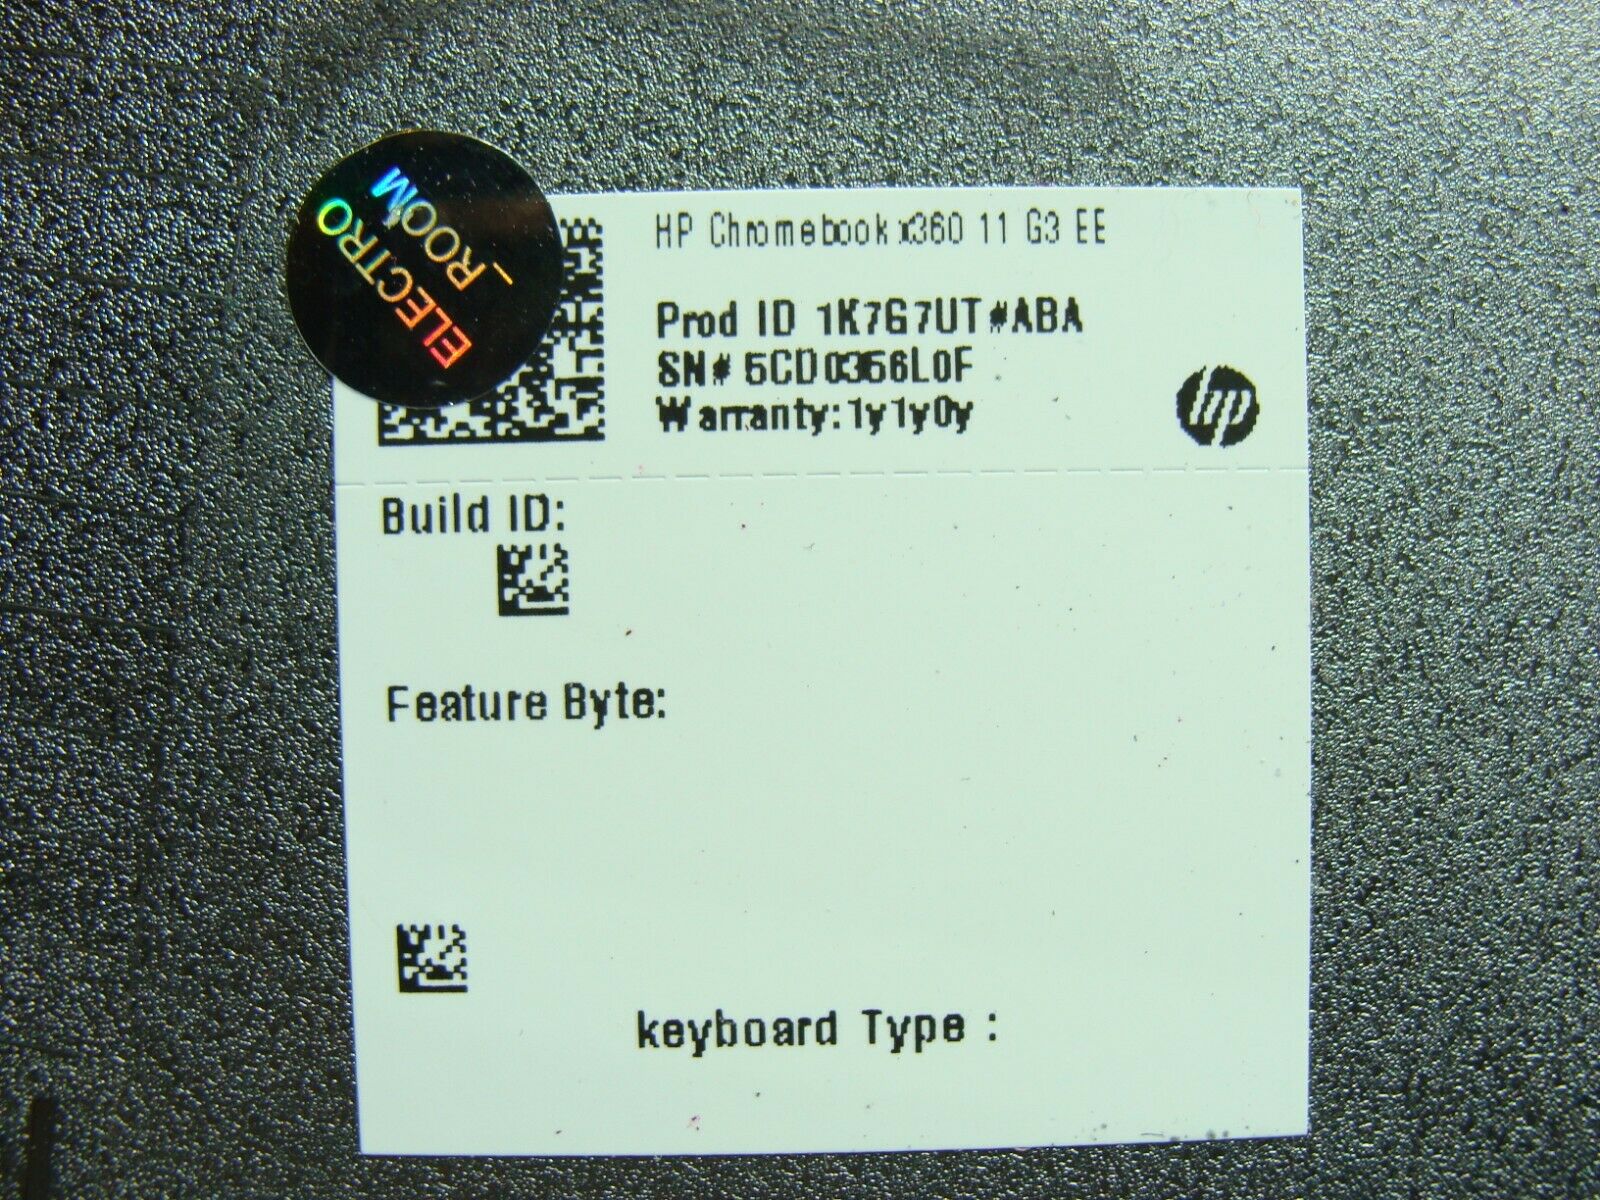 ELECTRO
_ROOM
HP Chromebook x360 11 G3 EE
Prod ID 1K7G7UT#ABA
SN# 5CD0356L0F
Warranty:1y1y0y
hp
Build ID:
Feature Byte:
keyboard Type :